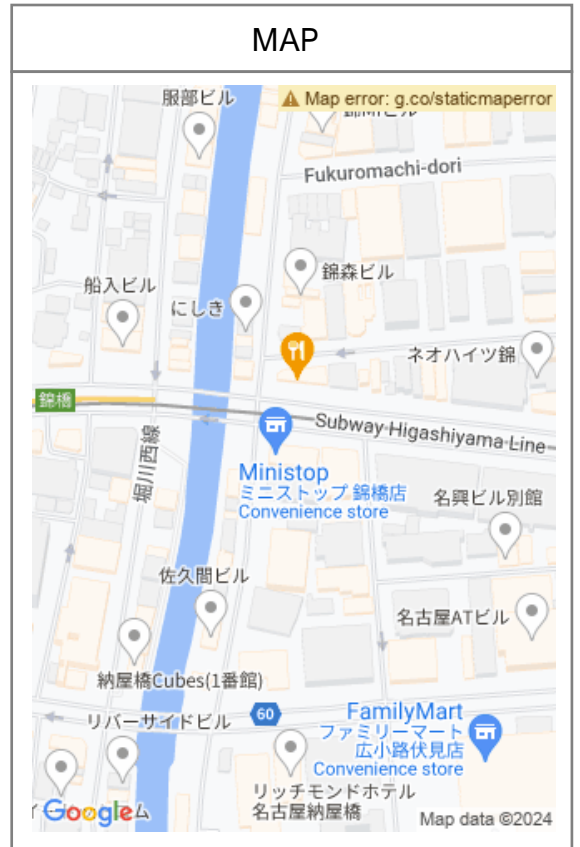 MAP
服部ビル
Map error: g.co/staticmaperror
Fukuromachi-dori
錦森ビル
船入ビル
にしき
ネオハイツ錦
錦橋
Subway Higashiyama Line
堀川西線
Ministop
ミニストップ 錦橋店
Convenience store
名興ビル別館
佐久間ビル
名古屋ATビル
納屋橋Cubes(1番館)
リバーサイドビル
60
FamilyMart
ファミリーマート
広小路伏見店
Convenience store
リッチモンドホテル
名古屋納屋橋
Google
Map data ©2024